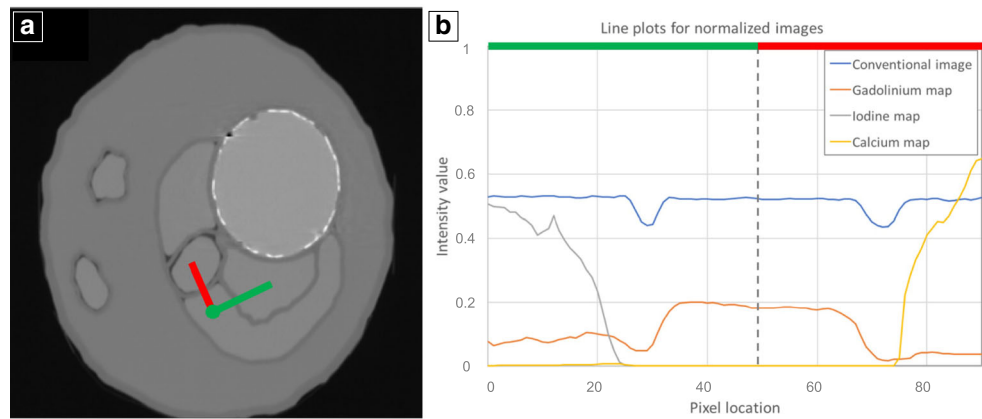 a
b
Line plots for normalized images
1
0.8
0.6
0.4
0.2
0
Intensity value
Conventional image
Gadolinium map
Iodine map
Calcium map
0 20 40 60 80
Pixel location